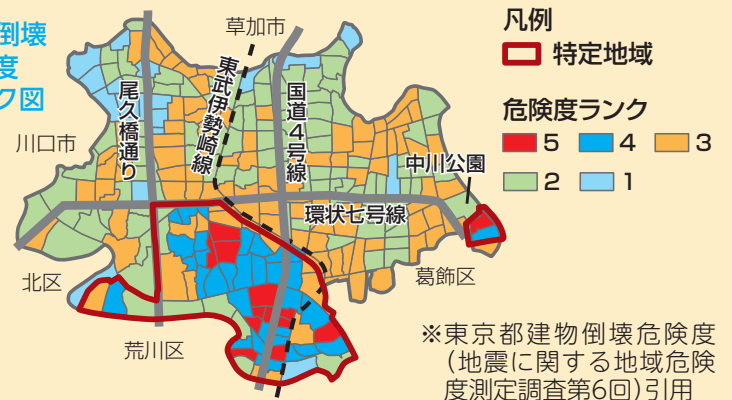 倒壊
度
ク図
草加市
東武伊勢崎線
国道4号線
尾久橋通り
川口市
中川公園
環状七号線
北区
葛飾区
荒川区
凡例
特定地域
危険度ランク
5 4 3
2 1
※東京都建物倒壊危険度
(地震に関する地域危険
度測定調査第6回)引用